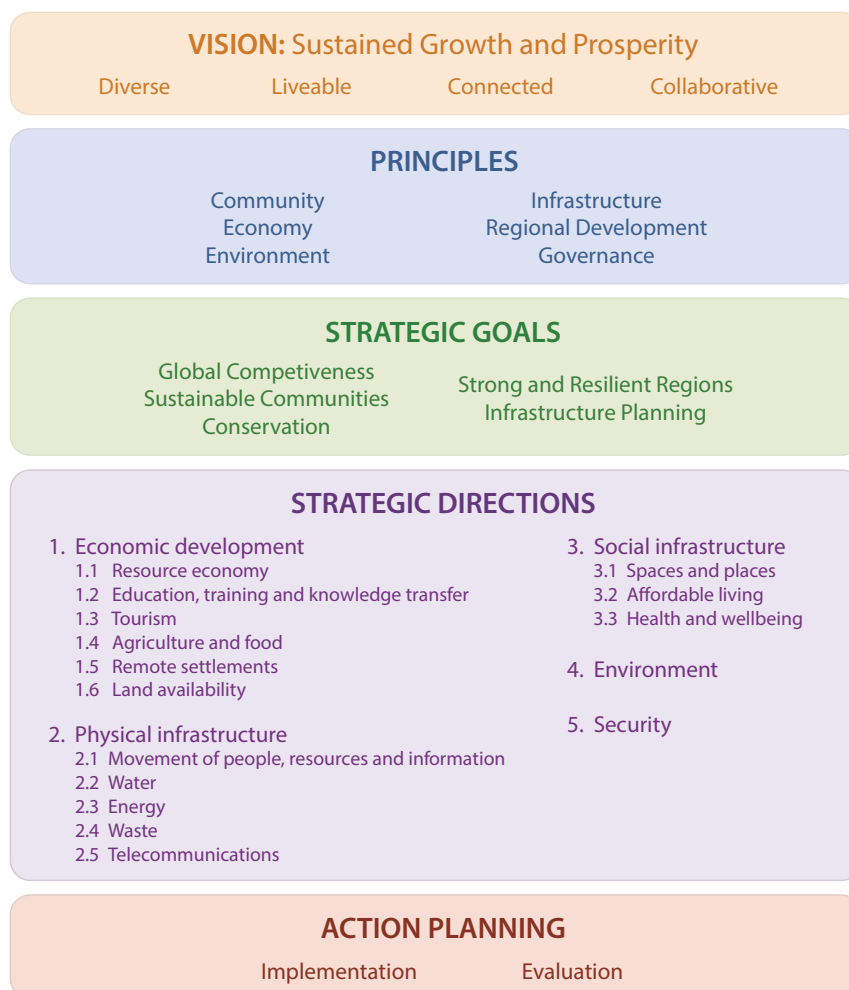 VISION: Sustained Growth and Prosperity
Diverse Liveable Connected Collaborative
PRINCIPLES
Community
Economy
Environment
Infrastructure
Regional Development
Governance
STRATEGIC GOALS
Global Competiveness
Sustainable Communities
Conservation
Strong and Resilient Regions
Infrastructure Planning
STRATEGIC DIRECTIONS
1. Economic development
1.1 Resource economy
1.2 Education, training and knowledge transfer
1.3 Tourism
1.4 Agriculture and food
1.5 Remote settlements
1.6 Land availability
2. Physical infrastructure
2.1 Movement of people, resources and information
2.2 Water
2.3 Energy
2.4 Waste
2.5 Telecommunications
3. Social infrastructure
3.1 Spaces and places
3.2 Affordable living
3.3 Health and wellbeing
4. Environment
5. Security
ACTION PLANNING
Implementation Evaluation